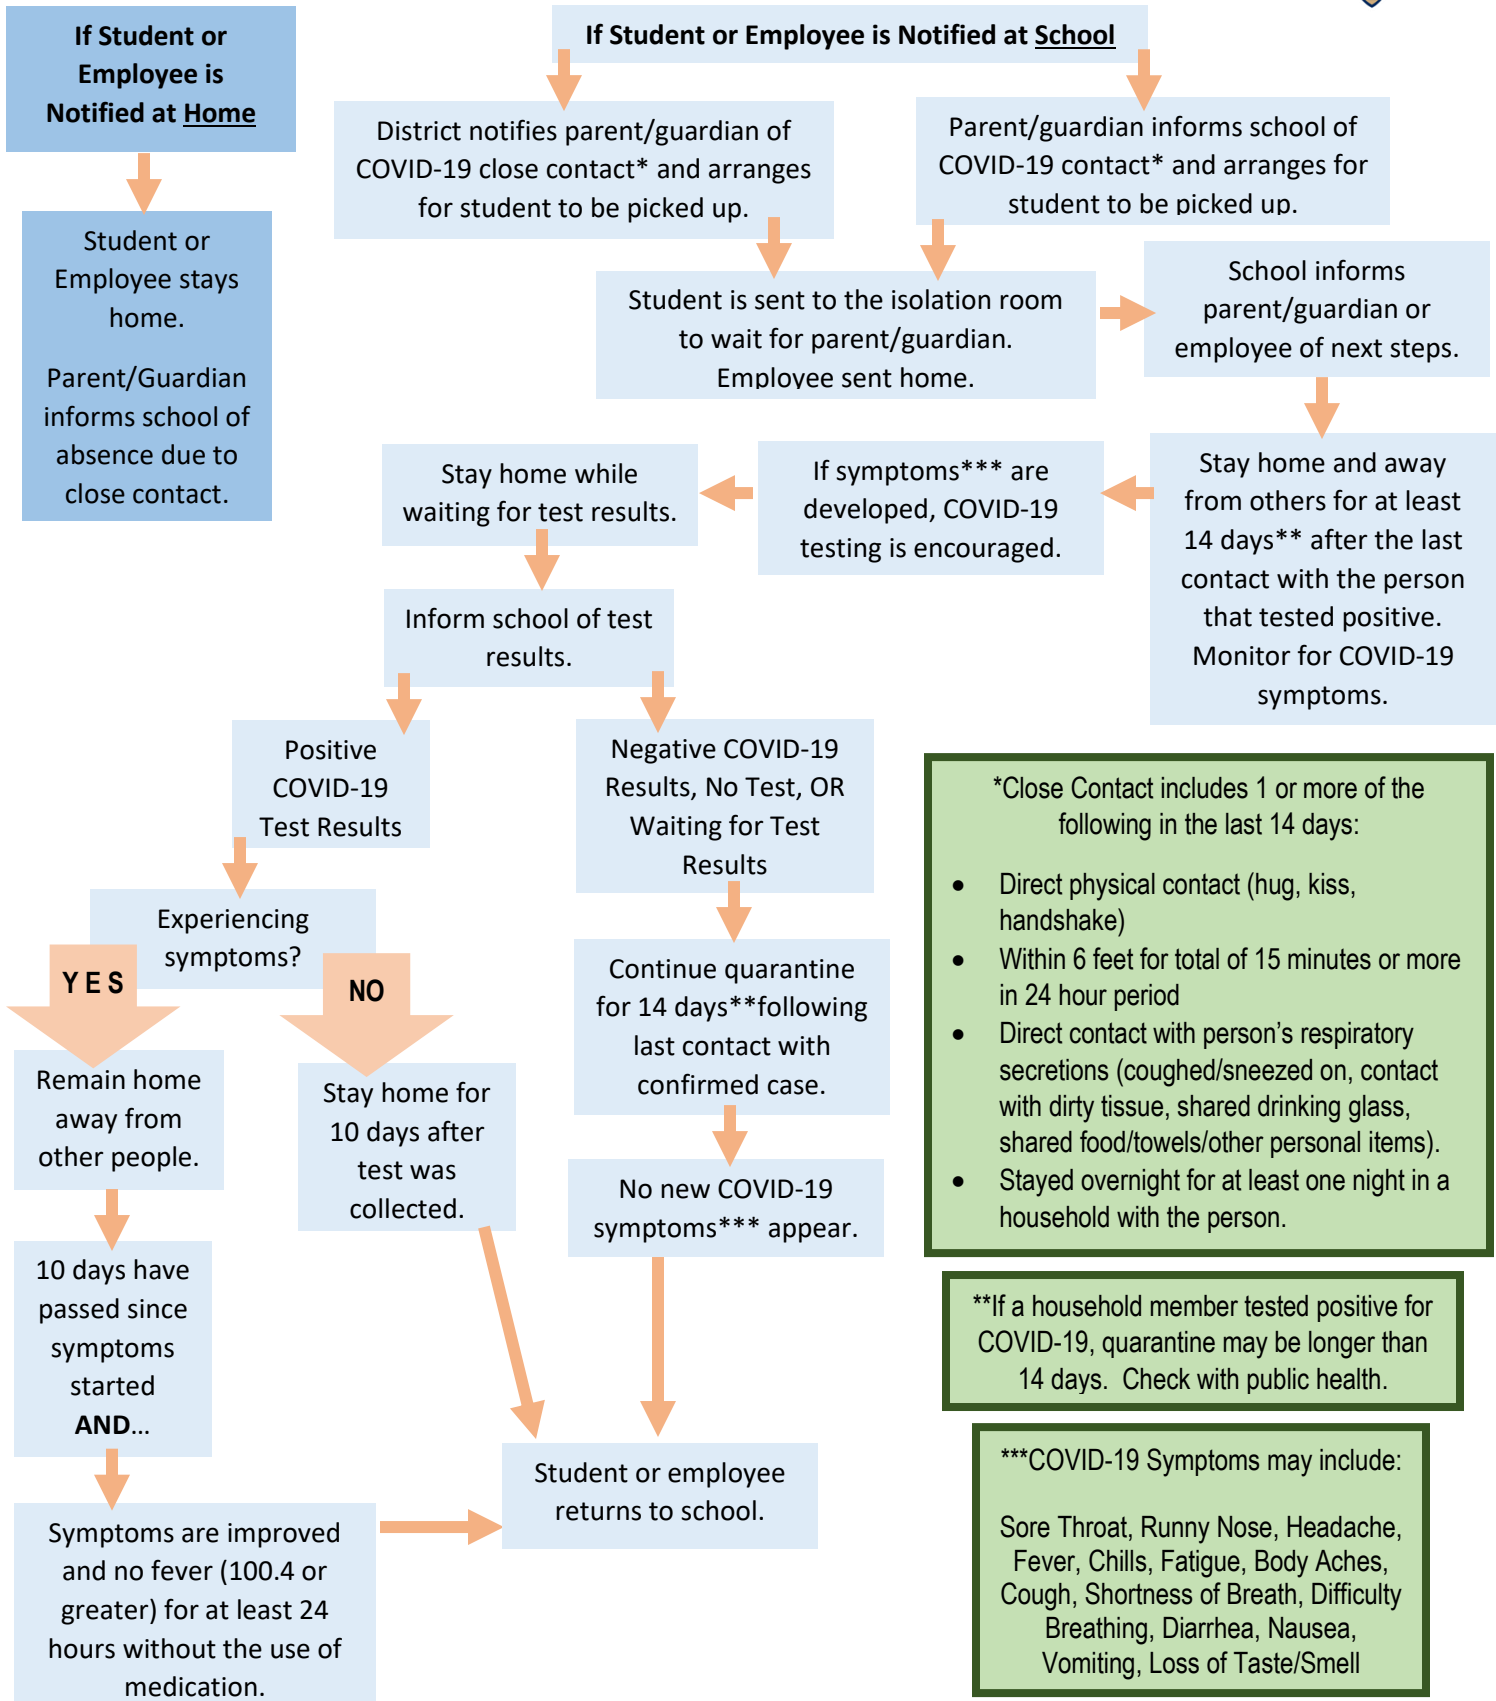 If Student or
Employee is
Notified at Home
Student or
Employee stays
home.
Parent/Guardian
informs school of
absence due to
close contact.
If Student or Employee is Notified at School
District notifies parent/guardian of
COVID-19 close contact* and arranges
for student to be picked up.
Parent/guardian informs school of
COVID-19 contact* and arranges for
student to be picked up.
Student is sent to the isolation room
to wait for parent/guardian.
Employee sent home.
School informs
parent/guardian or
employee of next steps.
Stay home and away
from others for at least
14 days** after the last
contact with the person
that tested positive.
Monitor for COVID-19
symptoms.
If symptoms*** are
developed, COVID-19
testing is encouraged.
Stay home while
waiting for test results.
Inform school of test
results.
Positive
COVID-19
Test Results
Experiencing
symptoms?
Y E S
NO
Remain home
away from
other people.
10 days have
passed since
symptoms
started
AND...
Symptoms are improved
and no fever (100.4 or
greater) for at least 24
hours without the use of
medication.
Stay home for
10 days after
test was
collected.
Negative COVID-19
Results, No Test, OR
Waiting for Test
Results
Continue quarantine
for 14 days**following
last contact with
confirmed case.
No new COVID-19
symptoms*** appear.
Student or employee
returns to school.
*Close Contact includes 1 or more of the
following in the last 14 days:
• Direct physical contact (hug, kiss,
handshake)
• Within 6 feet for total of 15 minutes or more
in 24 hour period
• Direct contact with person's respiratory
secretions (coughed/sneezed on, contact
with dirty tissue, shared drinking glass,
shared food/towels/other personal items).
• Stayed overnight for at least one night in a
household with the person.
**If a household member tested positive for
COVID-19, quarantine may be longer than
14 days. Check with public health.
***COVID-19 Symptoms may include:
Sore Throat, Runny Nose, Headache,
Fever, Chills, Fatigue, Body Aches,
Cough, Shortness of Breath, Difficulty
Breathing, Diarrhea, Nausea,
Vomiting, Loss of Taste/Smell